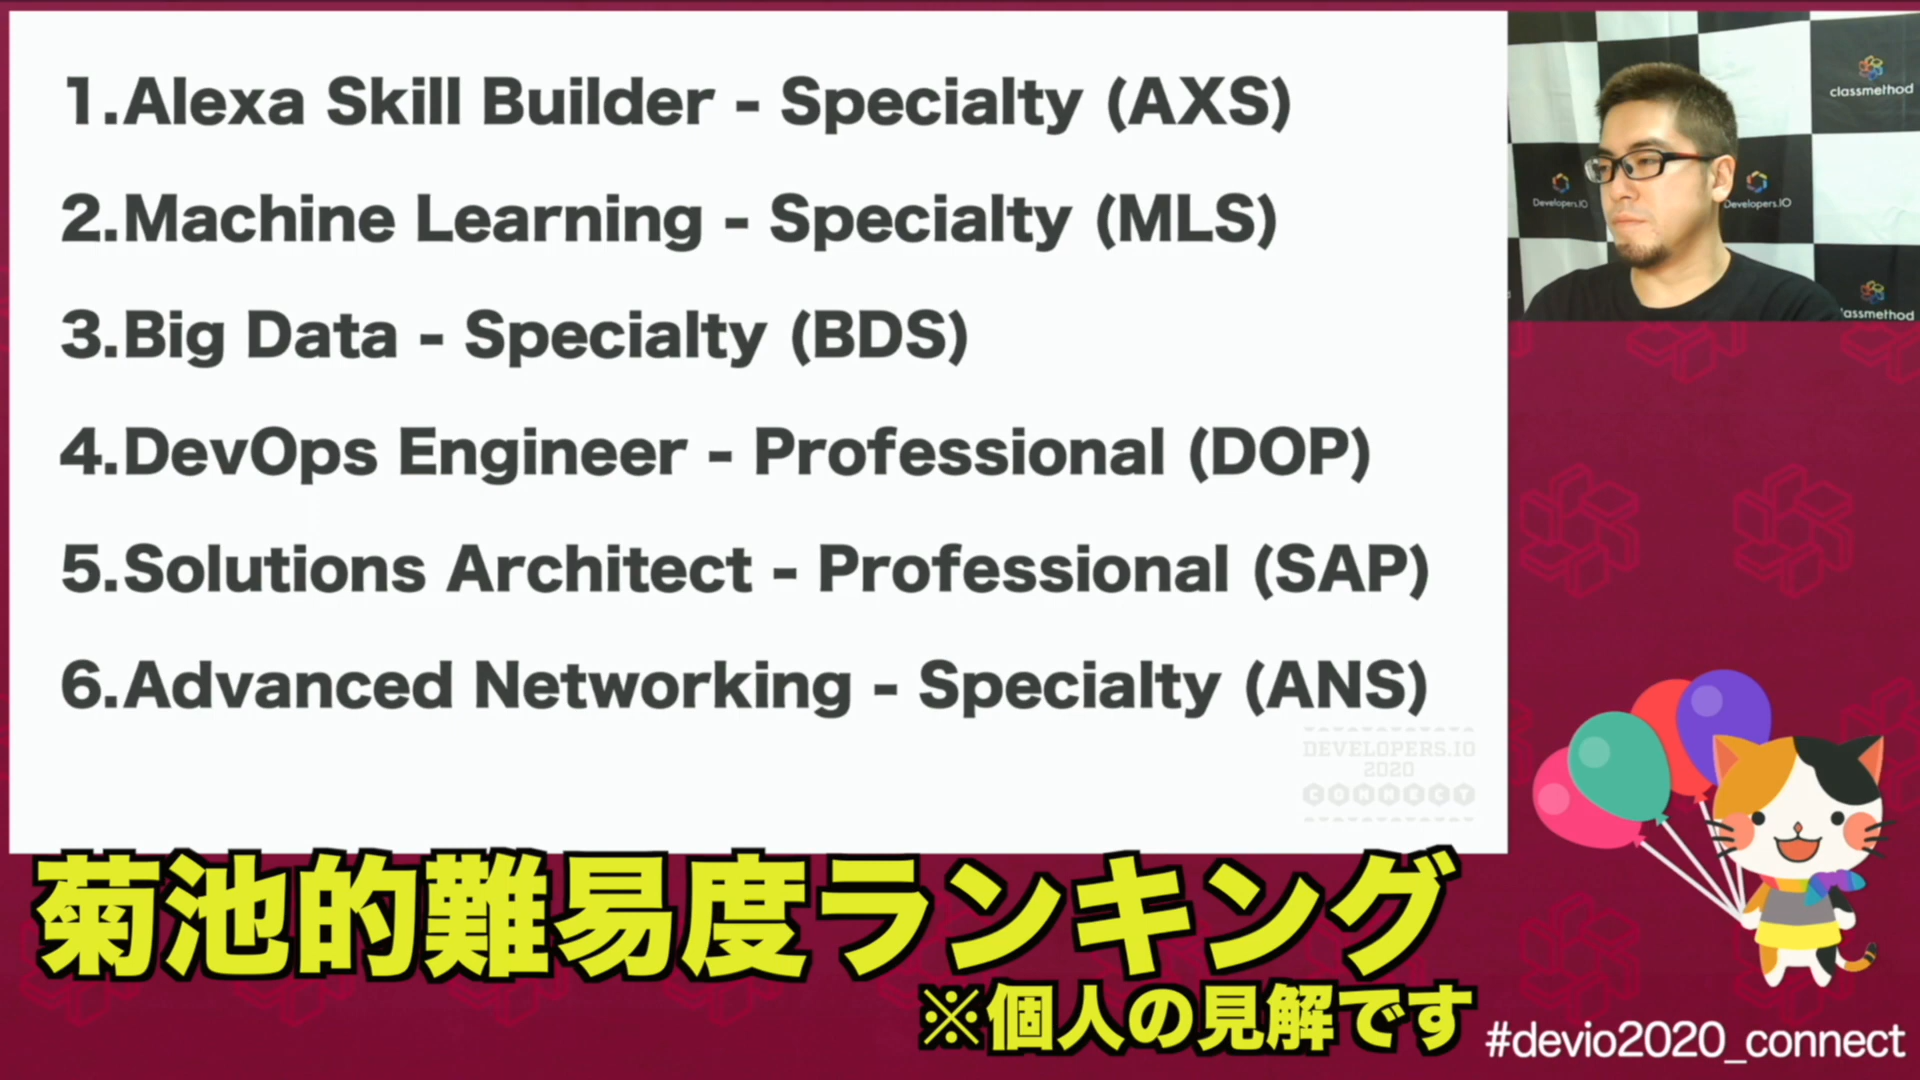 1.Alexa Skill Builder - Specialty (AXS)
2.Machine Learning - Specialty (MLS)
3.Big Data - Specialty (BDS)
4.DevOps Engineer - Professional (DOP)
5.Solutions Architect - Professional (SAP)
6.Advanced Networking - Specialty (ANS)
DEVELOPERS.IO
2020
CONNECT
classmethod
Developers.IO
Developers.IO
lassmethod
菊池的難易度ランキング
※個人の見解です
#devio2020_connect